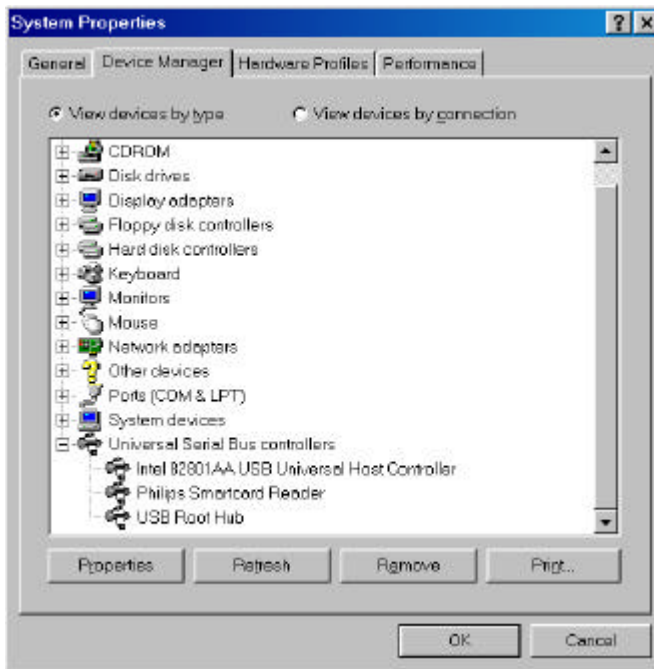 System Properties
General Device Manager Hardware Profiles Performance
View devices by type View devices by connection
CDROM
Disk drives
Display adapters
Floppy disk controllers
Hard disk controllers
Keyboard
Monitors
Mouse
Network adapters
Other devices
Ports (COM & LPT)
System devices
Universal Serial Bus controllers
Intel 82801AA USB Universal Host Controller
Philips Smartcard Reader
USB Root Hub
Properties Refresh Remove Print...
OK Cancel